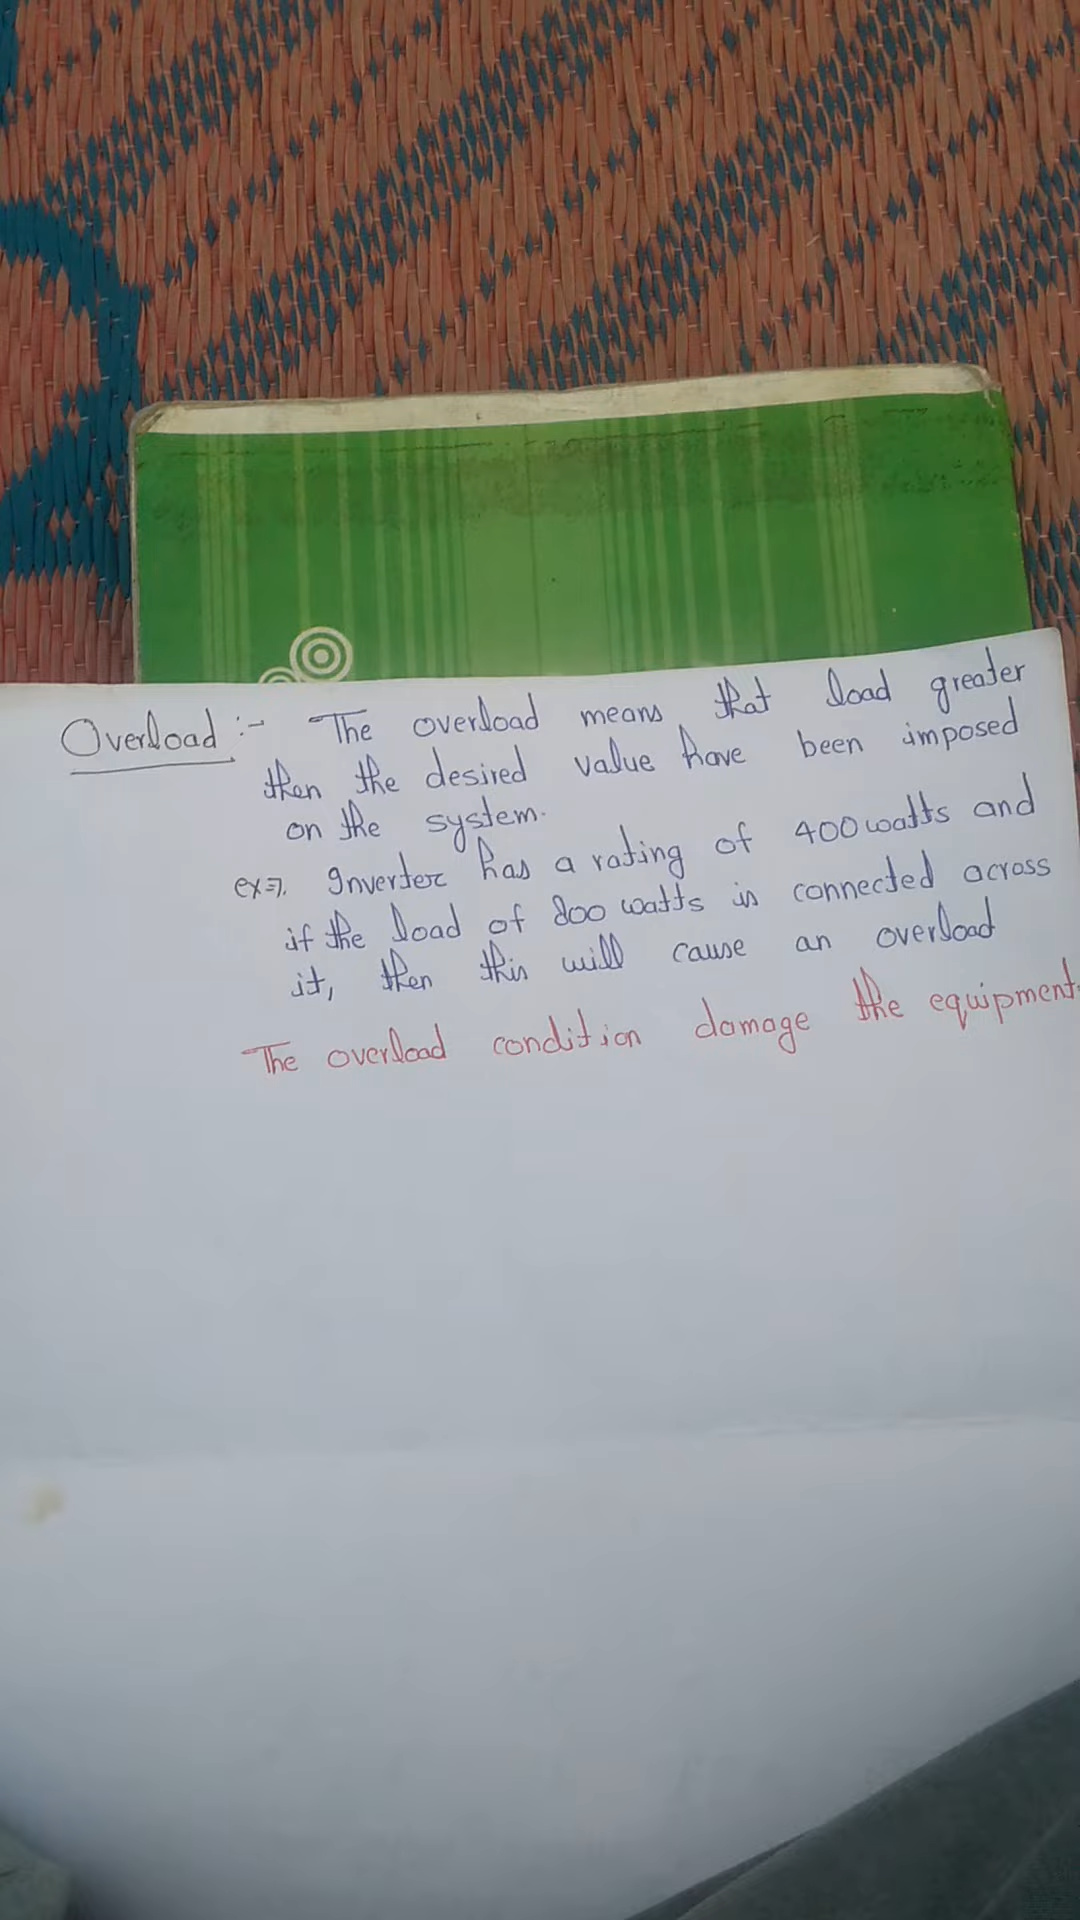 Overload :- The overload means that load greater
then the desired value have been imposed
on the system.
ex⇒. Inverter has a rating of 400 watts and
if the load of 800 watts is connected across
it, then this will cause an overload
The overload condition damage the equipment.